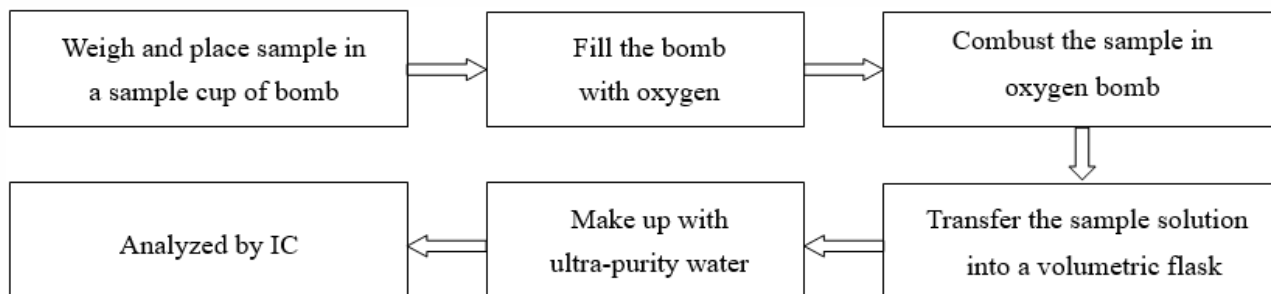 Weigh and place sample in
a sample cup of bomb
Fill the bomb
with oxygen
Combust the sample in
oxygen bomb
Transfer the sample solution
into a volumetric flask
Make up with
ultra-purity water
Analyzed by IC